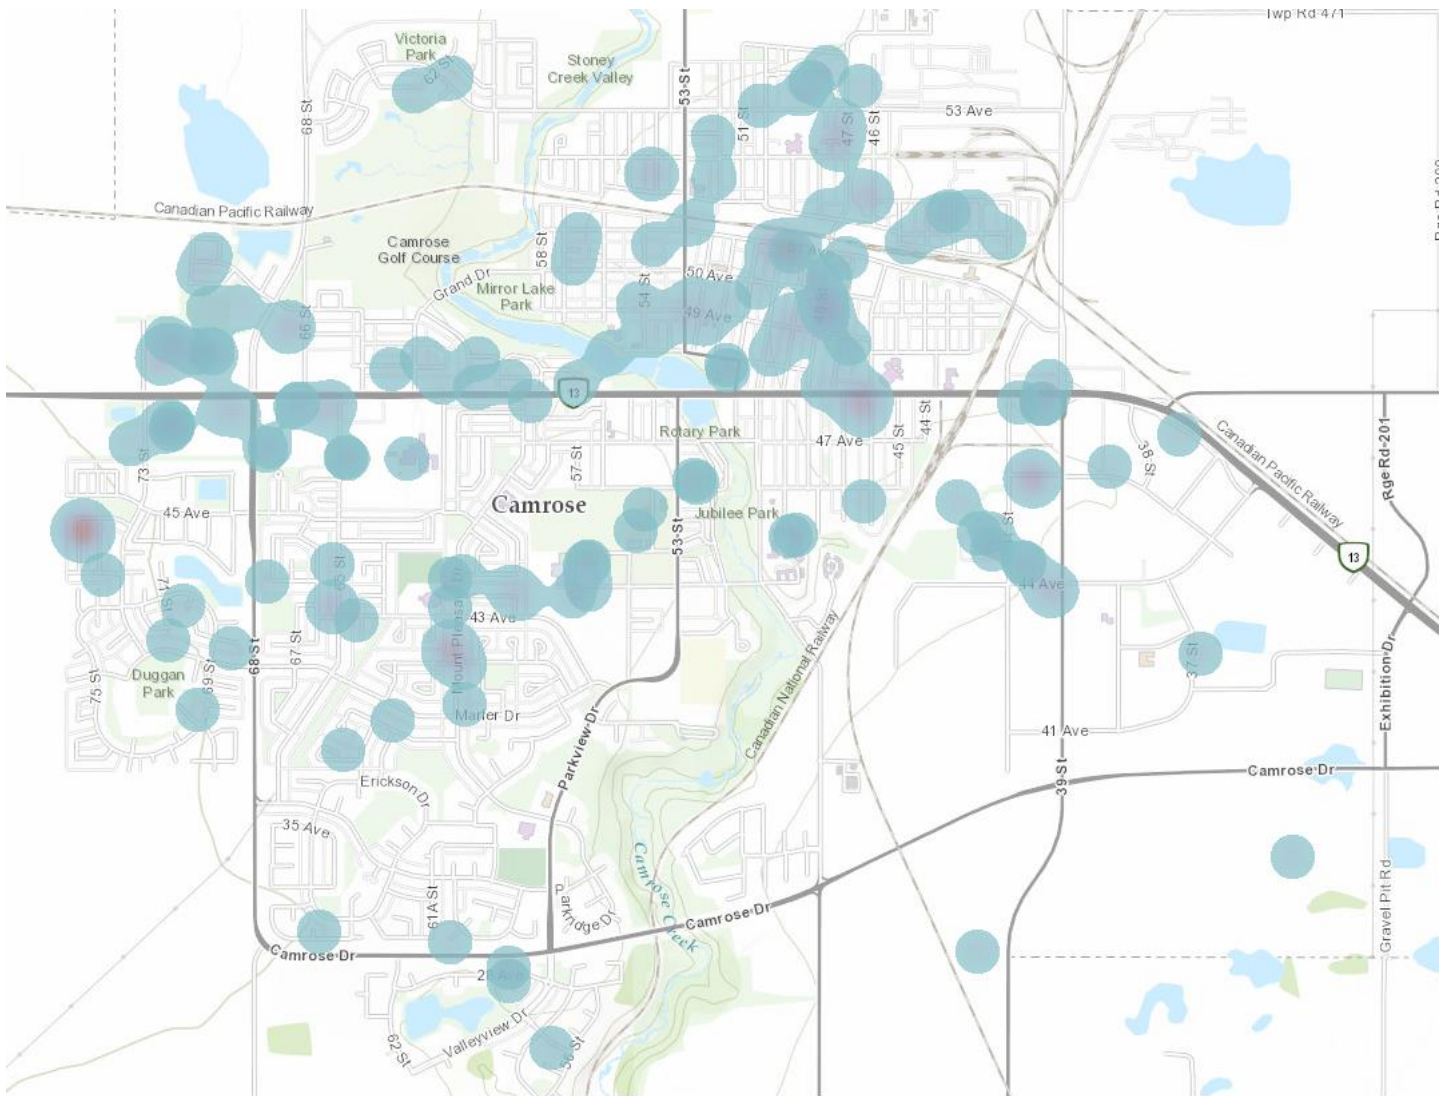 Twp Rd 471
Victoria
Park
62 St
Stoney
Creek Valley
53-St
68 St
51 St
47 St
46 St
53 Ave
Canadian Pacific Railway
Camrose
Golf Course
58 St
Grand Dr
Mirror Lake
Park
54 St
50 Ave
49 Ave
66 St
13
Rotary Park
47 Ave
45 St
44 St
38 St
Canadian Pacific Railway
Rge Rd 201
73 St
57 St
Camrose
45 Ave
Jubilee Park
53-St
13
65 St
44 Ave
43 Ave
Mount Pleasant Dr
67 St
68 St
75 St
69 St
Duggan
Park
Marler Dr
Canadian National Railway
37 St
Exhibition Dr
41 Ave
Parkview Dr
39 St
Camrose Dr
Erickson Dr
35 Ave
61A St
Parkridge Dr
Camrose Creek
Camrose Dr
Gravel Pit Rd
Camrose Dr
Valleyview Dr
62 St
56 St